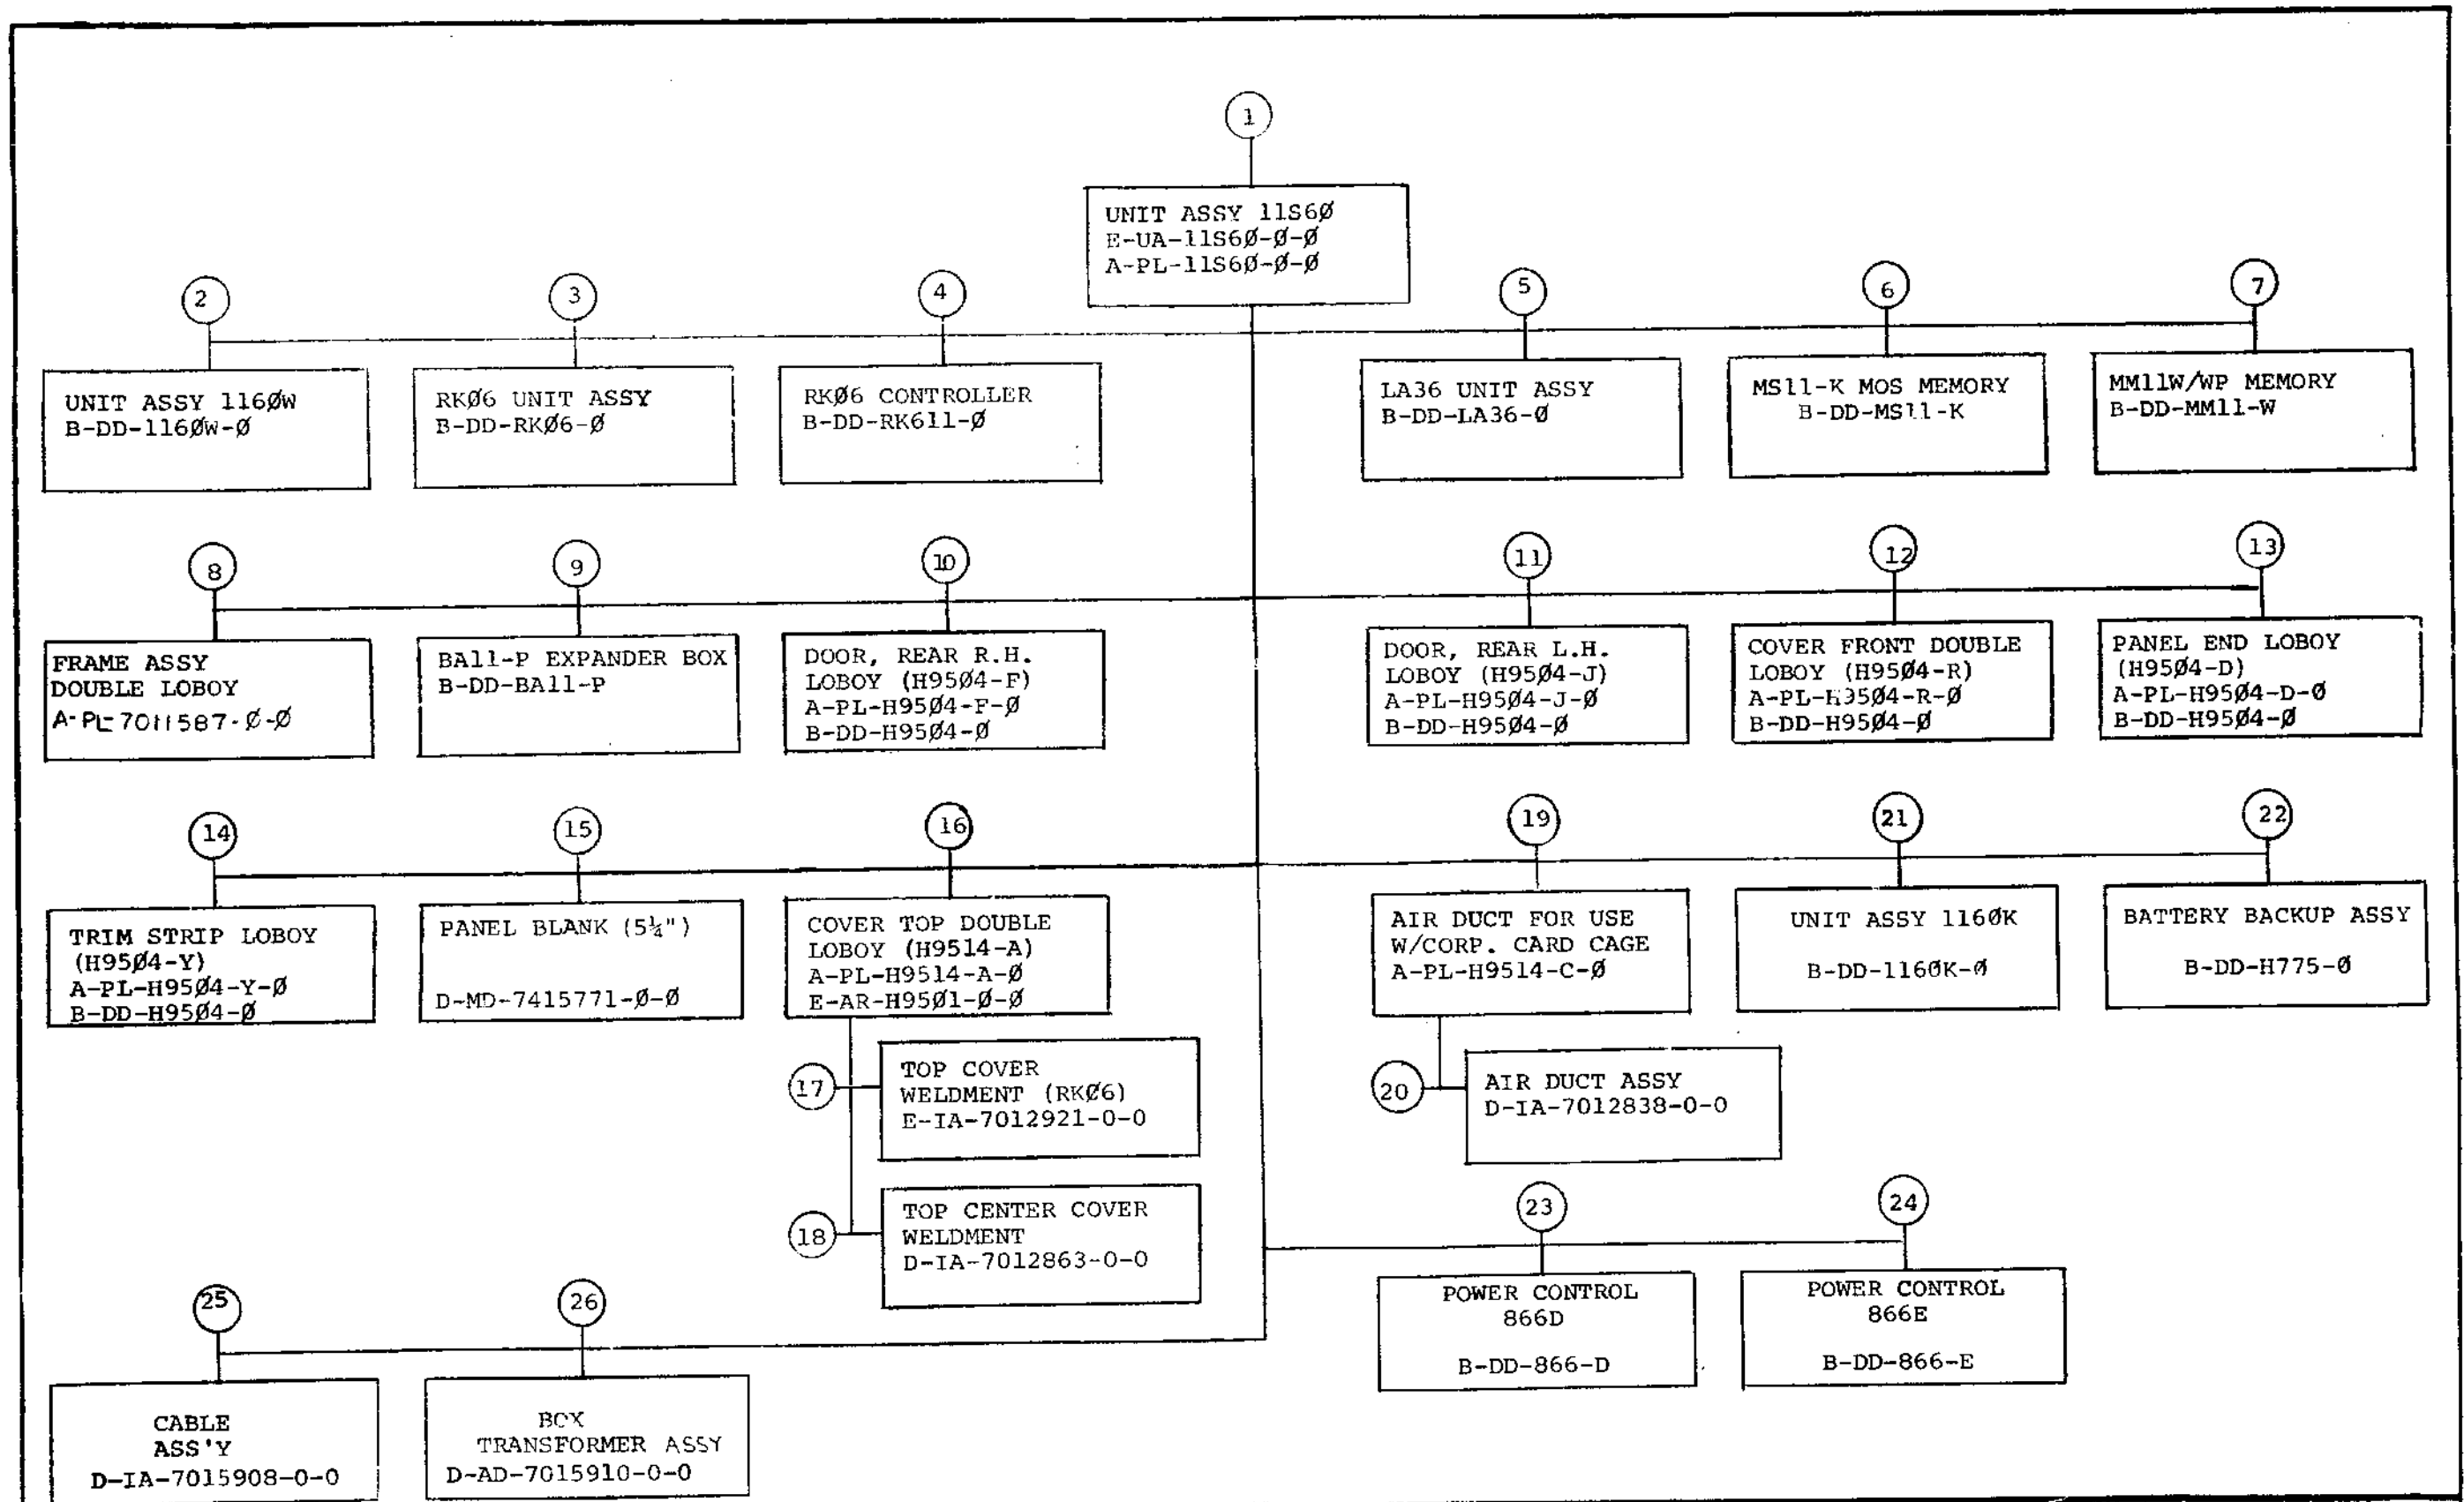 1
UNIT ASSY 11S6Ø
E-UA-11S6Ø-Ø-Ø
A-PL-11S6Ø-Ø-Ø
2
UNIT ASSY 116ØW
B-DD-116ØW-Ø
3
RKØ6 UNIT ASSY
B-DD-RKØ6-Ø
4
RKØ6 CONTROLLER
B-DD-RK611-Ø
5
LA36 UNIT ASSY
B-DD-LA36-Ø
6
MS11-K MOS MEMORY
B-DD-MS11-K
7
MM11W/WP MEMORY
B-DD-MM11-W
8
FRAME ASSY
DOUBLE LOBOY
A-PL-7011587-Ø-Ø
9
BA11-P EXPANDER BOX
B-DD-BA11-P
10
DOOR, REAR R.H.
LOBOY (H95Ø4-F)
A-PL-H95Ø4-F-Ø
B-DD-H95Ø4-Ø
11
DOOR, REAR L.H.
LOBOY (H95Ø4-J)
A-PL-H95Ø4-J-Ø
B-DD-H95Ø4-Ø
12
COVER FRONT DOUBLE
LOBOY (H95Ø4-R)
A-PL-H95Ø4-R-Ø
B-DD-H95Ø4-Ø
13
PANEL END LOBOY
(H95Ø4-D)
A-PL-H95Ø4-D-Ø
B-DD-H95Ø4-Ø
14
TRIM STRIP LOBOY
(H95Ø4-Y)
A-PL-H95Ø4-Y-Ø
B-DD-H95Ø4-Ø
15
PANEL BLANK (5¼")
D-MD-7415771-Ø-Ø
16
COVER TOP DOUBLE
LOBOY (H9514-A)
A-PL-H9514-A-Ø
E-AR-H95Ø1-Ø-Ø
17
TOP COVER
WELDMENT (RKØ6)
E-IA-7012921-0-0
18
TOP CENTER COVER
WELDMENT
D-IA-7012863-0-0
19
AIR DUCT FOR USE
W/CORP. CARD CAGE
A-PL-H9514-C-Ø
20
AIR DUCT ASSY
D-IA-7012838-0-0
21
UNIT ASSY 116ØK
B-DD-116ØK-Ø
22
BATTERY BACKUP ASSY
B-DD-H775-Ø
23
POWER CONTROL
866D
B-DD-866-D
24
POWER CONTROL
866E
B-DD-866-E
25
CABLE
ASS'Y
D-IA-7015908-0-0
26
BOX
TRANSFORMER ASSY
D-AD-7015910-0-0